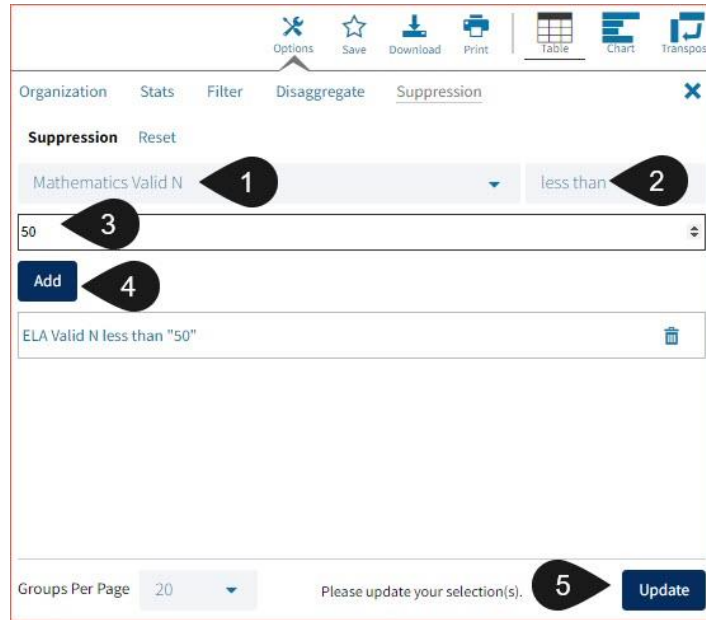 Options Save Download Print Table Chart Transpos
Organization Stats Filter Disaggregate Suppression
Suppression Reset
Mathematics Valid N 1 less than 2
50 3
Add 4
ELA Valid N less than "50"
Groups Per Page 20 Please update your selection(s). 5 Update